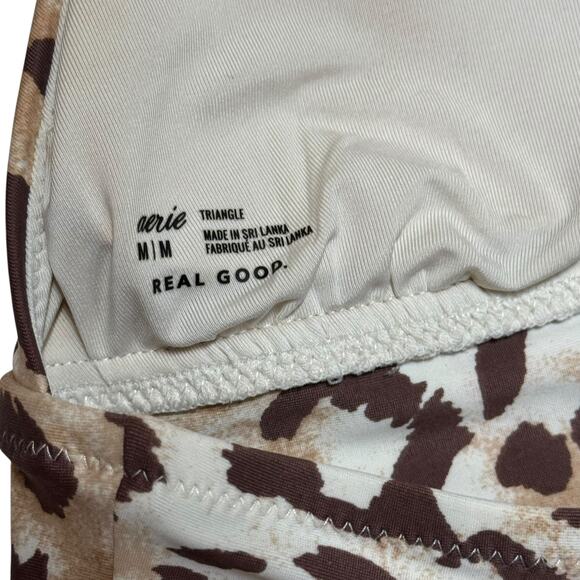 aerie TRIANGLE
M|M MADE IN SRI LANKA
FABRIQUÉ AU SRI LANKA
REAL GOOD.